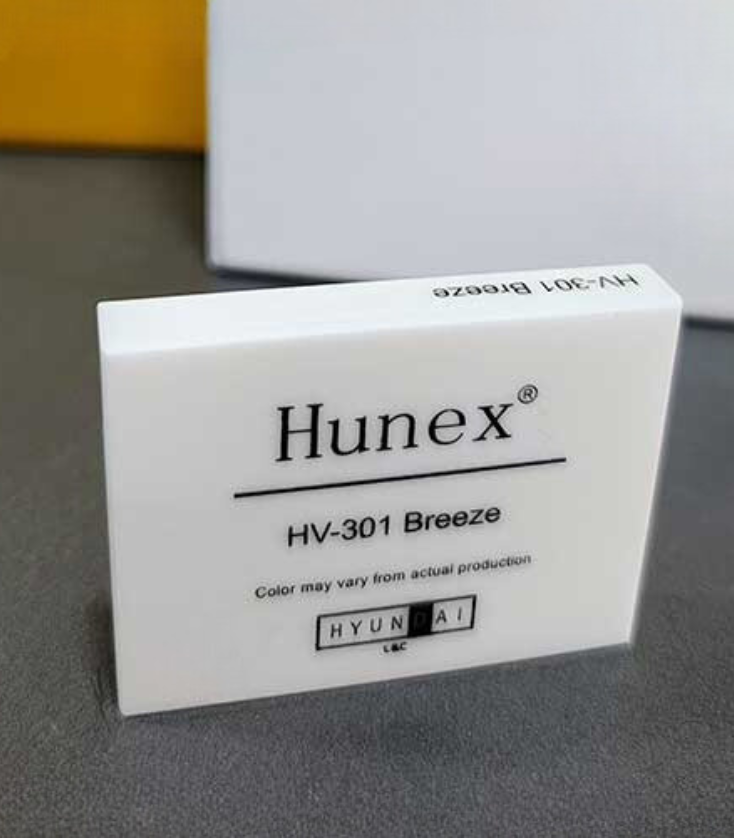 HV-301 Breeze
Hunex®
HV-301 Breeze
Color may vary from actual production
HYUNDAI
L&C